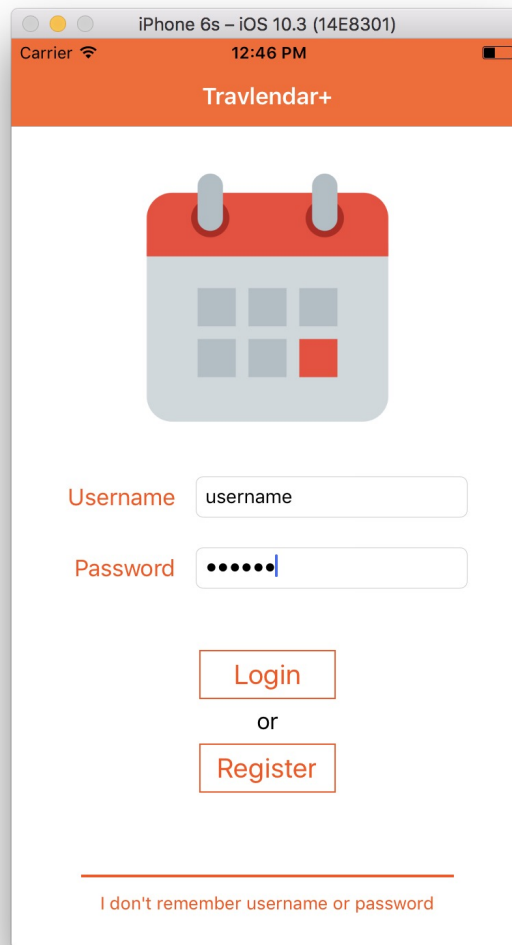 iPhone 6s – iOS 10.3 (14E8301)
Carrier 12:46 PM
Travlendar+
Username username
Password ••••••
Login
or
Register
I don't remember username or password